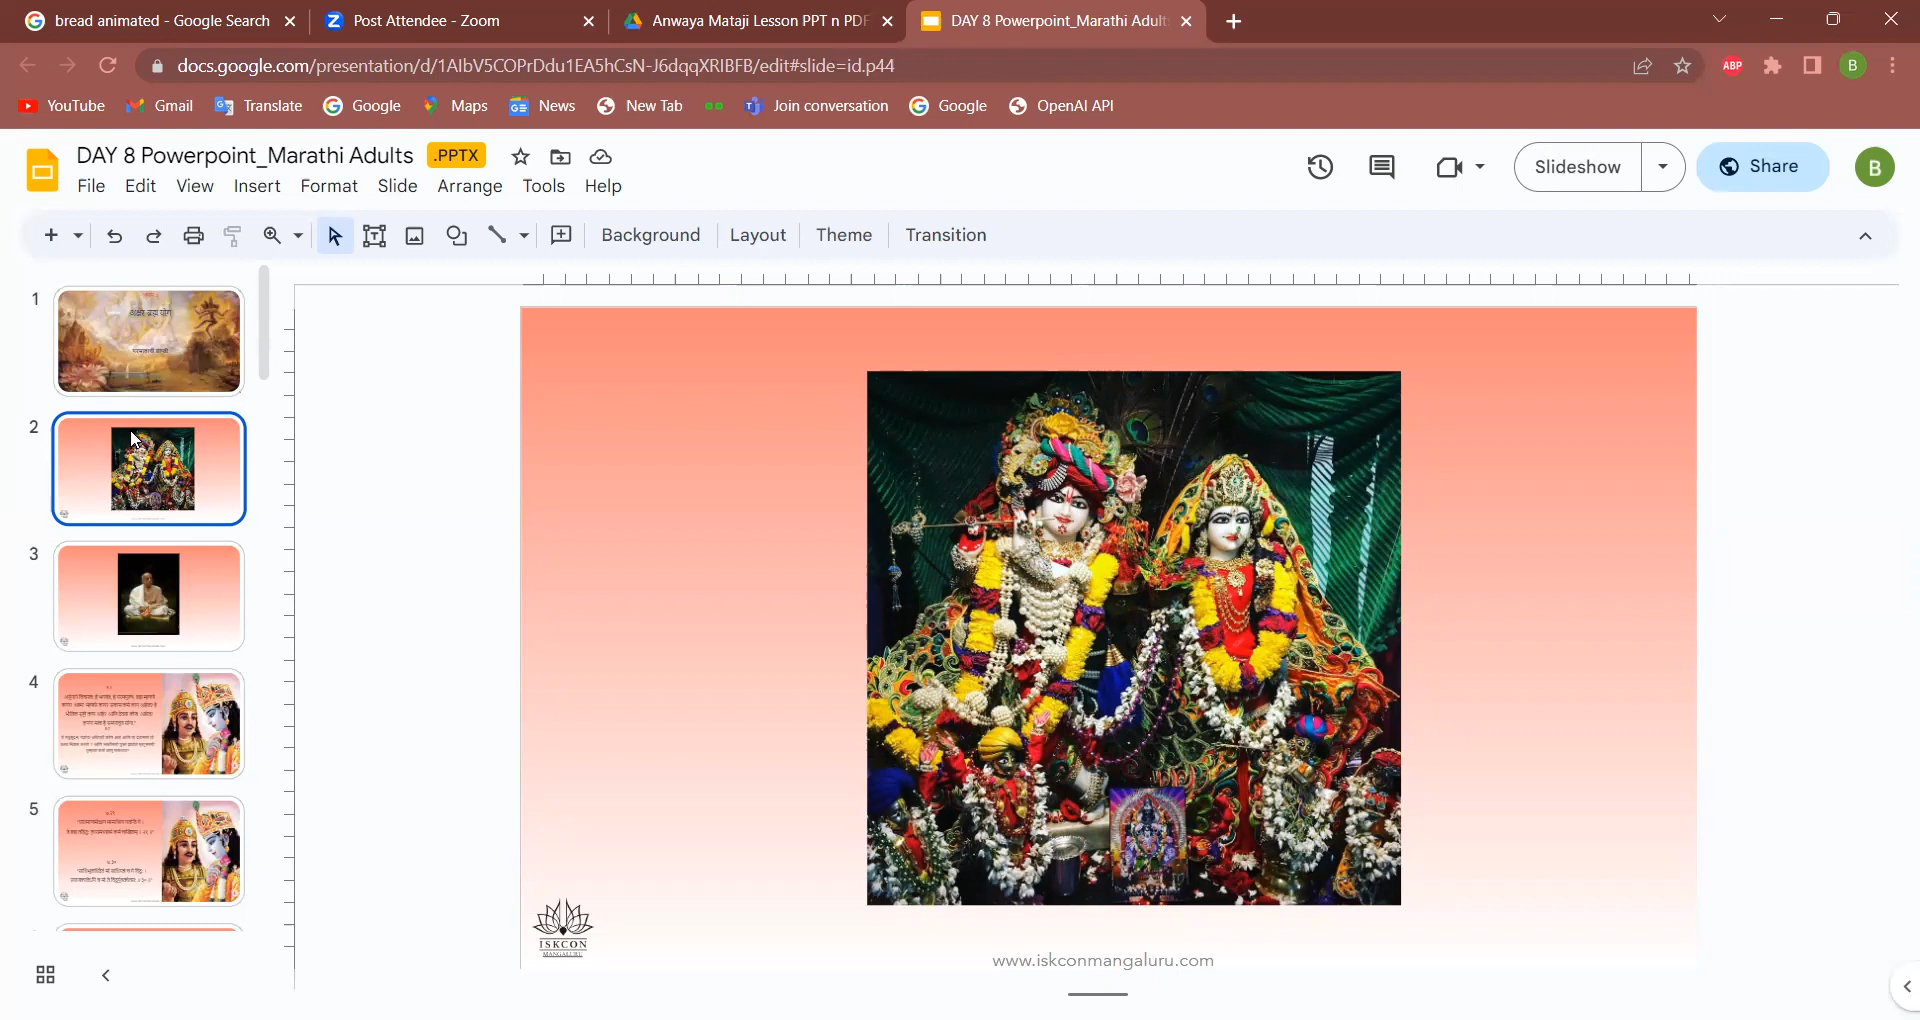 bread animated - Google Search
Post Attendee - Zoom
Anwaya Mataji Lesson PPT n PDF
DAY 8 Powerpoint_Marathi Adult
docs.google.com/presentation/d/1AlbV5COPrDdu1EA5hCsN-J6dqqXRIBFB/edit#slide=id.p44
ABP
B
YouTube
Gmail
Translate
Google
Maps
News
New Tab
Join conversation
Google
OpenAI API
DAY 8 Powerpoint_Marathi Adults
.PPTX
File Edit View Insert Format Slide Arrange Tools Help
Slideshow
Share
B
Background
Layout
Theme
Transition
1
2
3
4
5
ISKCON
MANGALURU
www.iskconmangaluru.com